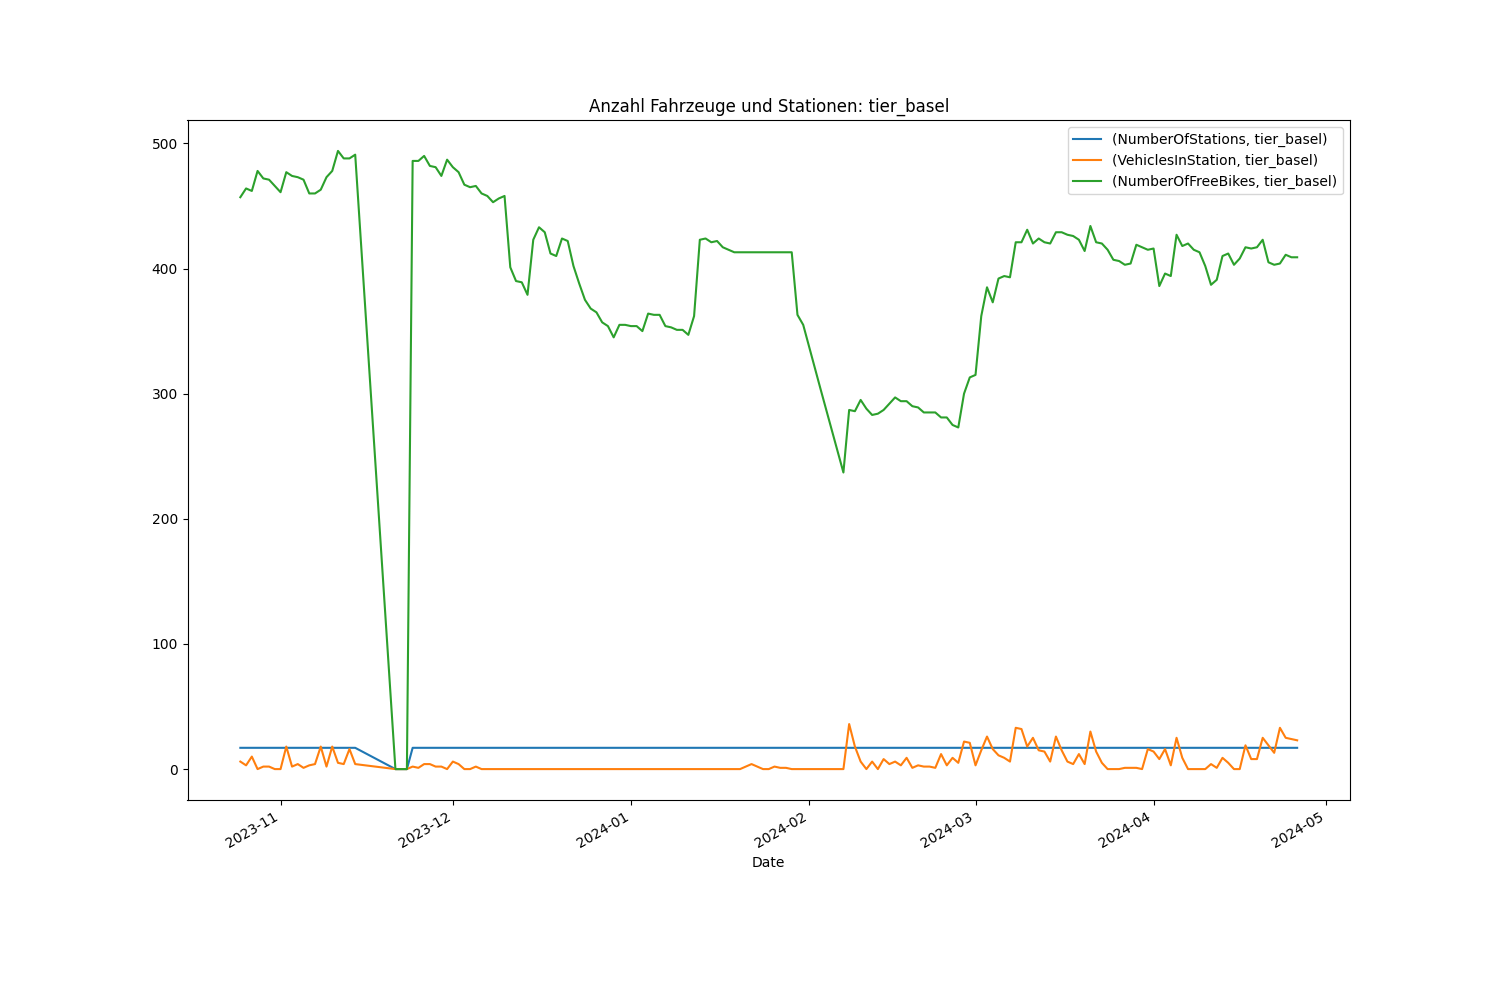 Anzahl Fahrzeuge und Stationen: tier_basel
(NumberOfStations, tier_basel)
(VehiclesInStation, tier_basel)
(NumberOfFreeBikes, tier_basel)
500
400
300
200
100
0
2023-11
2023-12
2024-01
2024-02
2024-03
2024-04
2024-05
Date